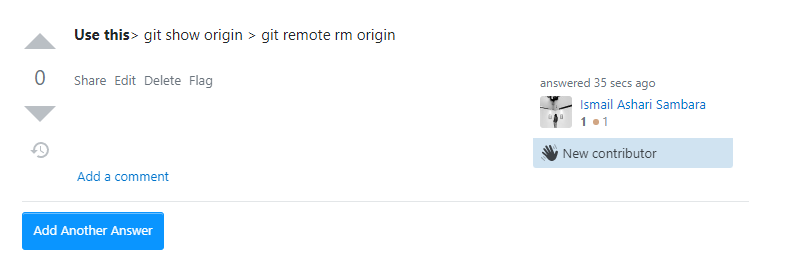 Use this> git show origin > git remote rm origin
0
Share Edit Delete Flag
answered 35 secs ago
Ismail Ashari Sambara
1 1
New contributor
Add a comment
Add Another Answer